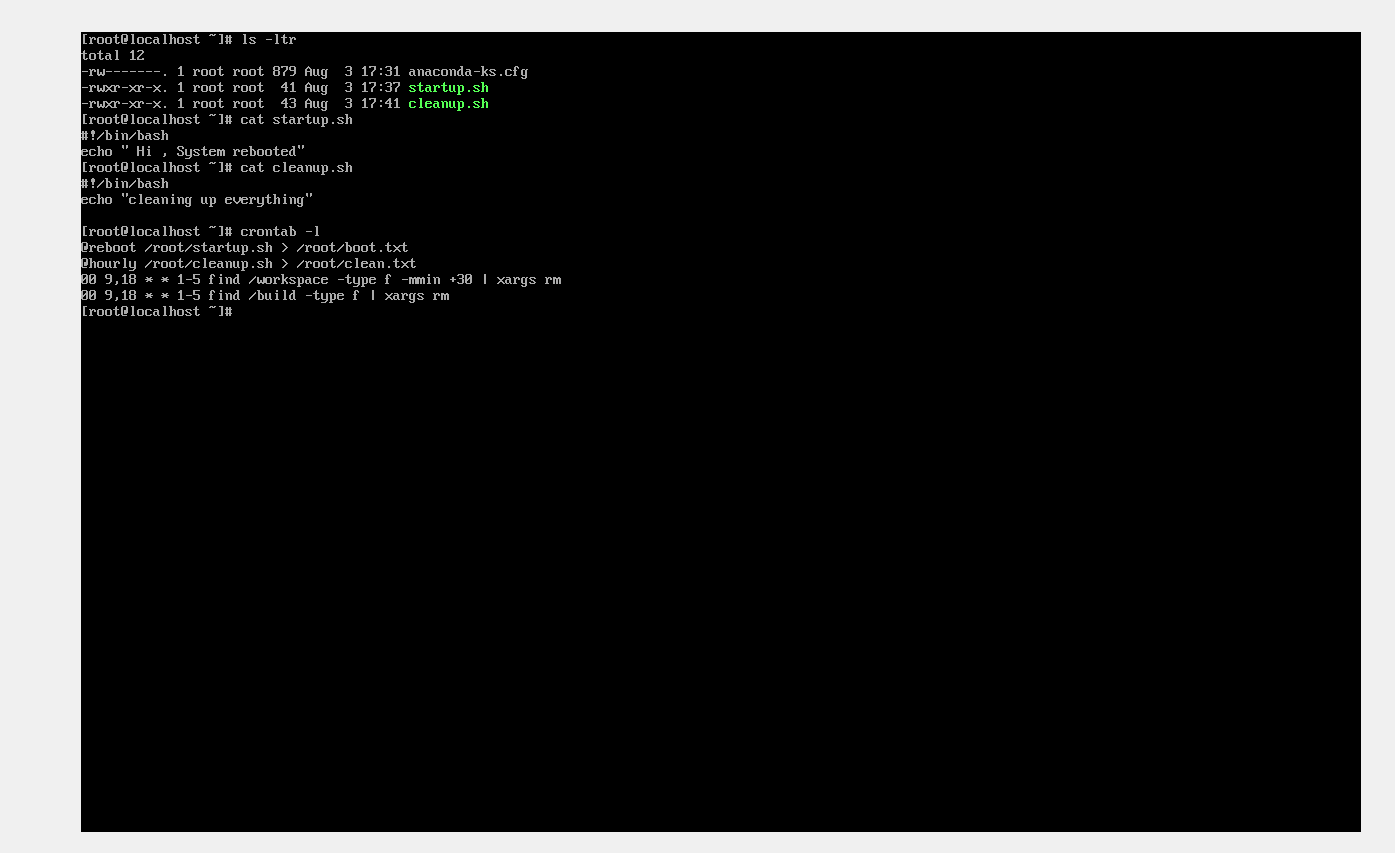 [root@localhost ~]# ls -ltr
total 12
-rw-------. 1 root root 879 Aug  3 17:31 anaconda-ks.cfg
-rwxr-xr-x. 1 root root  41 Aug  3 17:37 startup.sh
-rwxr-xr-x. 1 root root  43 Aug  3 17:41 cleanup.sh
[root@localhost ~]# cat startup.sh
#!/bin/bash
echo " Hi , System rebooted"
[root@localhost ~]# cat cleanup.sh
#!/bin/bash
echo "cleaning up everything"
[root@localhost ~]# crontab -l
@reboot /root/startup.sh > /root/boot.txt
@hourly /root/cleanup.sh > /root/clean.txt
00 9,18 * * 1-5 find /workspace -type f -mmin +30 | xargs rm
00 9,18 * * 1-5 find /build -type f | xargs rm
[root@localhost ~]#